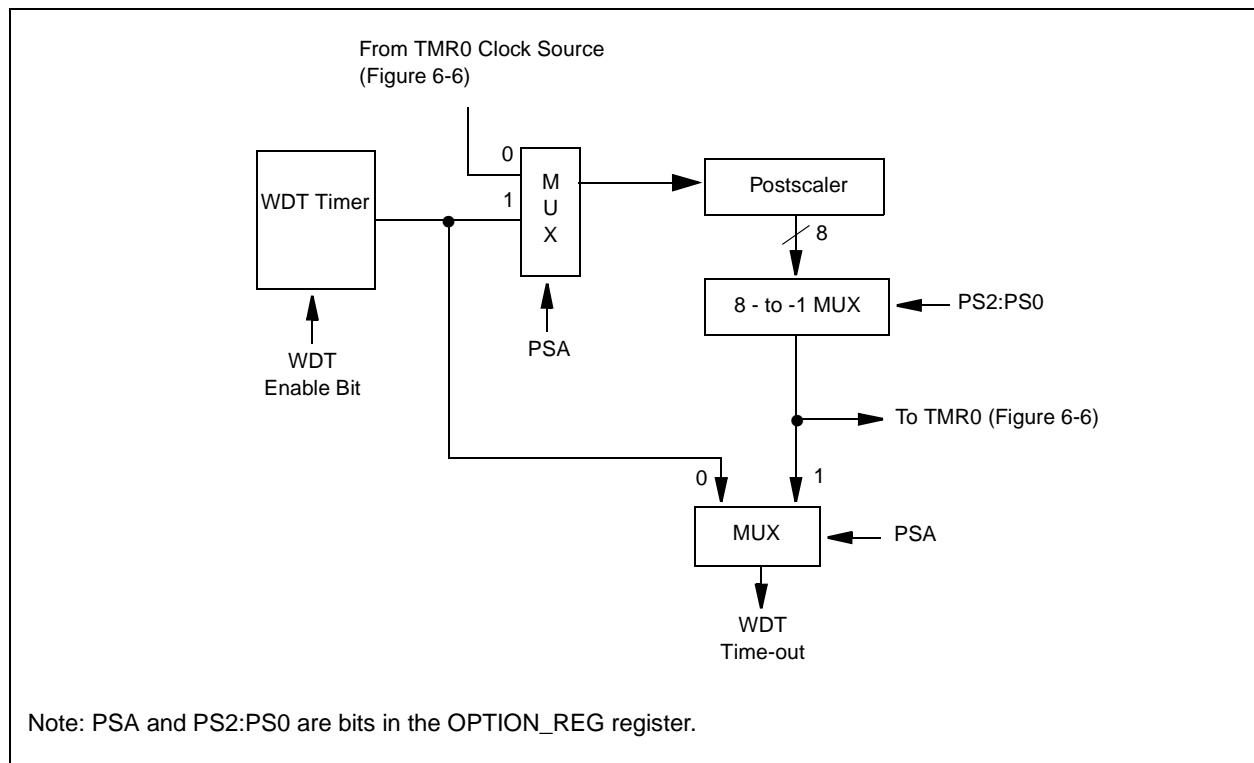 From TMR0 Clock Source
(Figure 6-6)
0
M
U
X
1
WDT Timer
Postscaler
8
8 - to -1 MUX
PS2:PS0
PSA
WDT
Enable Bit
To TMR0 (Figure 6-6)
0
1
MUX
PSA
WDT
Time-out
Note: PSA and PS2:PS0 are bits in the OPTION_REG register.